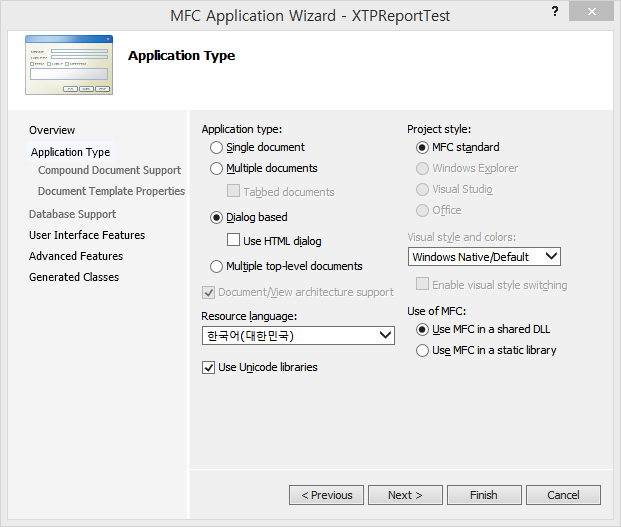 MFC Application Wizard - XTPReportTest
?
Application Type
Overview
Application Type
Compound Document Support
Document Template Properties
Database Support
User Interface Features
Advanced Features
Generated Classes
Application type:
Single document
Multiple documents
Tabbed documents
Dialog based
Use HTML dialog
Multiple top-level documents
Document/View architecture support
Resource language:
한국어(대한민국)
Use Unicode libraries
Project style:
MFC standard
Windows Explorer
Visual Studio
Office
Visual style and colors:
Windows Native/Default
Enable visual style switching
Use of MFC:
Use MFC in a shared DLL
Use MFC in a static library
< Previous
Next >
Finish
Cancel